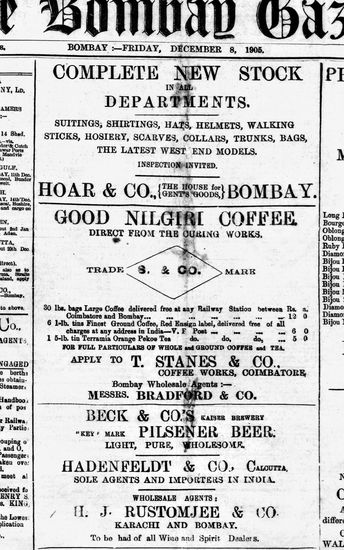 e Bombay Gaz
BOMBAY :—FRIDAY, DECEMBER 8, 1905.
COMPLETE NEW STOCK
IN ALL
DEPARTMENTS.
SUITINGS; SHIRTINGS, HATS, HELMETS, WALKING
STICKS, HOSIERY, SCARVES, COLLARS, TRUNKS, BAGS,
THE LATEST WEST END MODELS.
INSPECTION INVITED.
HOAR & CO., {THE HOUSE for GENT'S GOODS,} BOMBAY.
GOOD NILGIRI COFFEE.
DIRECT FROM THE CURING WORKS.
TRADE S. & CO. MARK
30 lbs. bags Large Coffee delivered free at any Railway Station between Rs. a.
Coimbatore and Bombay... 12 0
6 1-lb. tins Finest Ground Coffee, Red Ensign label, delivered free of all
charges at any address in India—V. P. Post 6 0
1 5-lb. tin Terramia Orange Pekoe Tea do. do. do. 5 0
FOR FULL PARTICULARS OF WHOLE and GROUND COFFEE and TEA.
APPLY TO T. STANES & CO.,
COFFEE WORKS, COIMBATORE,
Bombay Wholesale Agents :—
MESSRS. BRADFORD & CO.
BECK & CO.'S KAISER BREWERY
"KEY" MARK PILSENER BEER.
LIGHT, PURE, WHOLESOME.
HADENFELDT & CO., CALCUTTA,
SOLE AGENTS AND IMPORTERS IN INDIA.
WHOLESALE AGENTS :
H. J. RUSTOMJEE & CO.
KARACHI AND BOMBAY.
To be had of all Wine and Spirit Dealers.